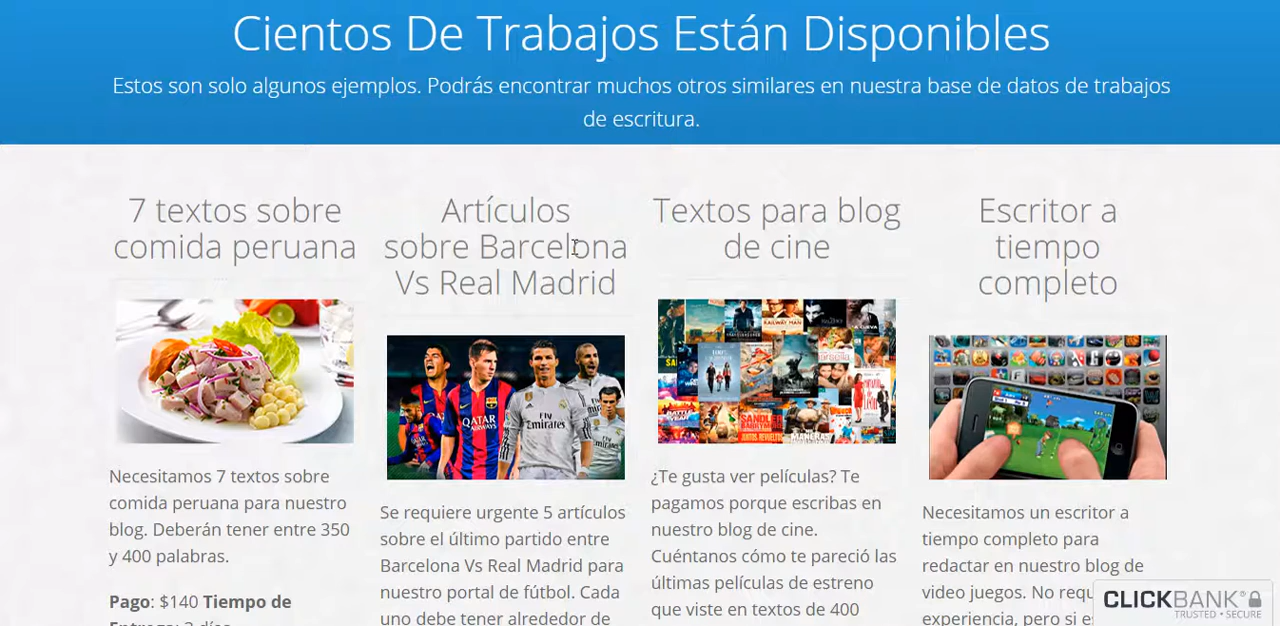 Cientos De Trabajos Están Disponibles
Estos son solo algunos ejemplos. Podrás encontrar muchos otros similares en nuestra base de datos de trabajos
de escritura.
7 textos sobre
comida peruana
Necesitamos 7 textos sobre
comida peruana para nuestro
blog. Deberán tener entre 350
y 400 palabras.
Pago: $140 Tiempo de
Artículos
sobre Barcelona
Vs Real Madrid
QATAR
QATAR
AIRWAYS
Fly
Emirates
Se requiere urgente 5 artículos
sobre el último partido entre
Barcelona Vs Real Madrid para
nuestro portal de fútbol. Cada
uno debe tener alrededor de
Textos para blog
de cine
RAILWAY MAN
¿Te gusta ver películas? Te
pagamos porque escribas en
nuestro blog de cine.
Cuéntanos cómo te pareció las
últimas películas de estreno
que viste en textos de 400
Escritor a
tiempo
completo
Necesitamos un escritor a
tiempo completo para
redactar en nuestro blog de
video juegos. No
experiencia, pero si
CLICKBANK®
TRUSTED • SECURE